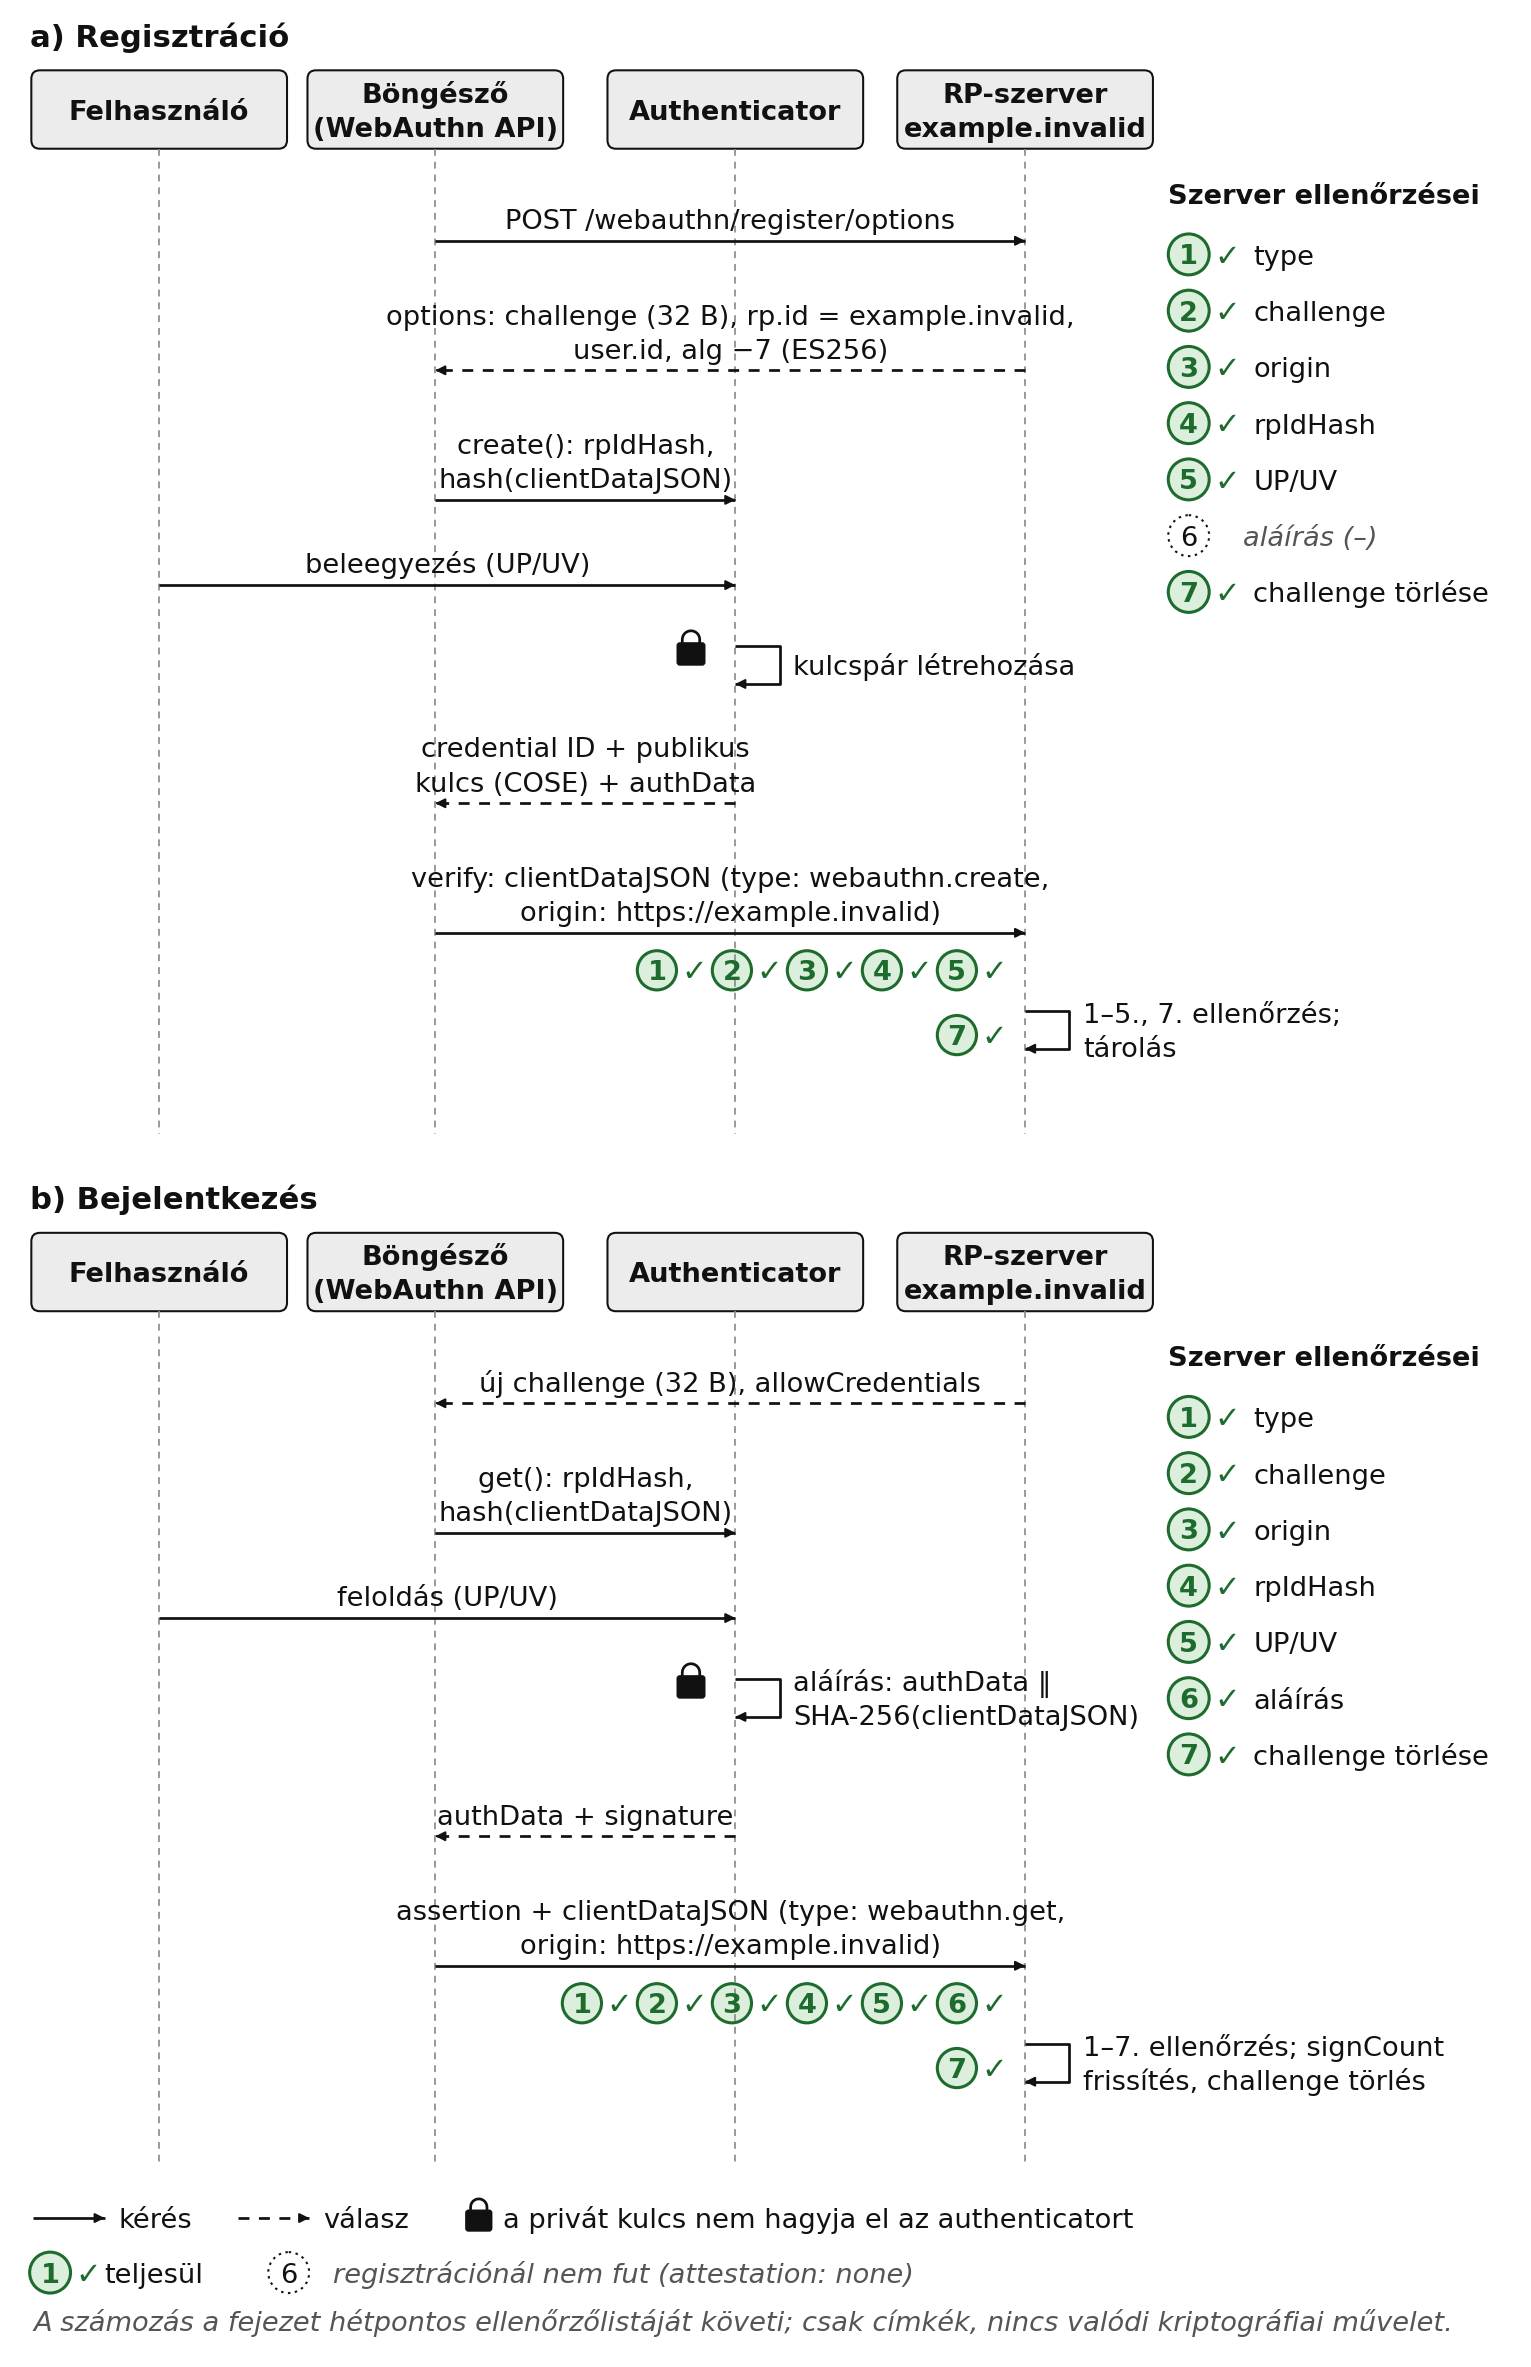 a) Regisztráció
Felhasználó
Böngésző
(WebAuthn API)
Authenticator
RP-szerver
example.invalid
Szerver ellenőrzései
1 ✓ type
2 ✓ challenge
3 ✓ origin
4 ✓ rpIdHash
5 ✓ UP/UV
6 aláírás (–)
7 ✓ challenge törlése
POST /webauthn/register/options
options: challenge (32 B), rp.id = example.invalid,
user.id, alg −7 (ES256)
create(): rpIdHash,
hash(clientDataJSON)
beleegyezés (UP/UV)
kulcspár létrehozása
credential ID + publikus
kulcs (COSE) + authData
verify: clientDataJSON (type: webauthn.create,
origin: https://example.invalid)
1 ✓ 2 ✓ 3 ✓ 4 ✓ 5 ✓
7 ✓
1–5., 7. ellenőrzés;
tárolás
b) Bejelentkezés
Felhasználó
Böngésző
(WebAuthn API)
Authenticator
RP-szerver
example.invalid
Szerver ellenőrzései
1 ✓ type
2 ✓ challenge
3 ✓ origin
4 ✓ rpIdHash
5 ✓ UP/UV
6 ✓ aláírás
7 ✓ challenge törlése
új challenge (32 B), allowCredentials
get(): rpIdHash,
hash(clientDataJSON)
feloldás (UP/UV)
aláírás: authData ‖
SHA-256(clientDataJSON)
authData + signature
assertion + clientDataJSON (type: webauthn.get,
origin: https://example.invalid)
1 ✓ 2 ✓ 3 ✓ 4 ✓ 5 ✓ 6 ✓
7 ✓
1–7. ellenőrzés; signCount
frissítés, challenge törlés
kérés
válasz
a privát kulcs nem hagyja el az authenticatort
1 ✓ teljesül
6 regisztrációnál nem fut (attestation: none)
A számozás a fejezet hétpontos ellenőrzőlistáját követi; csak címkék, nincs valódi kriptográfiai művelet.